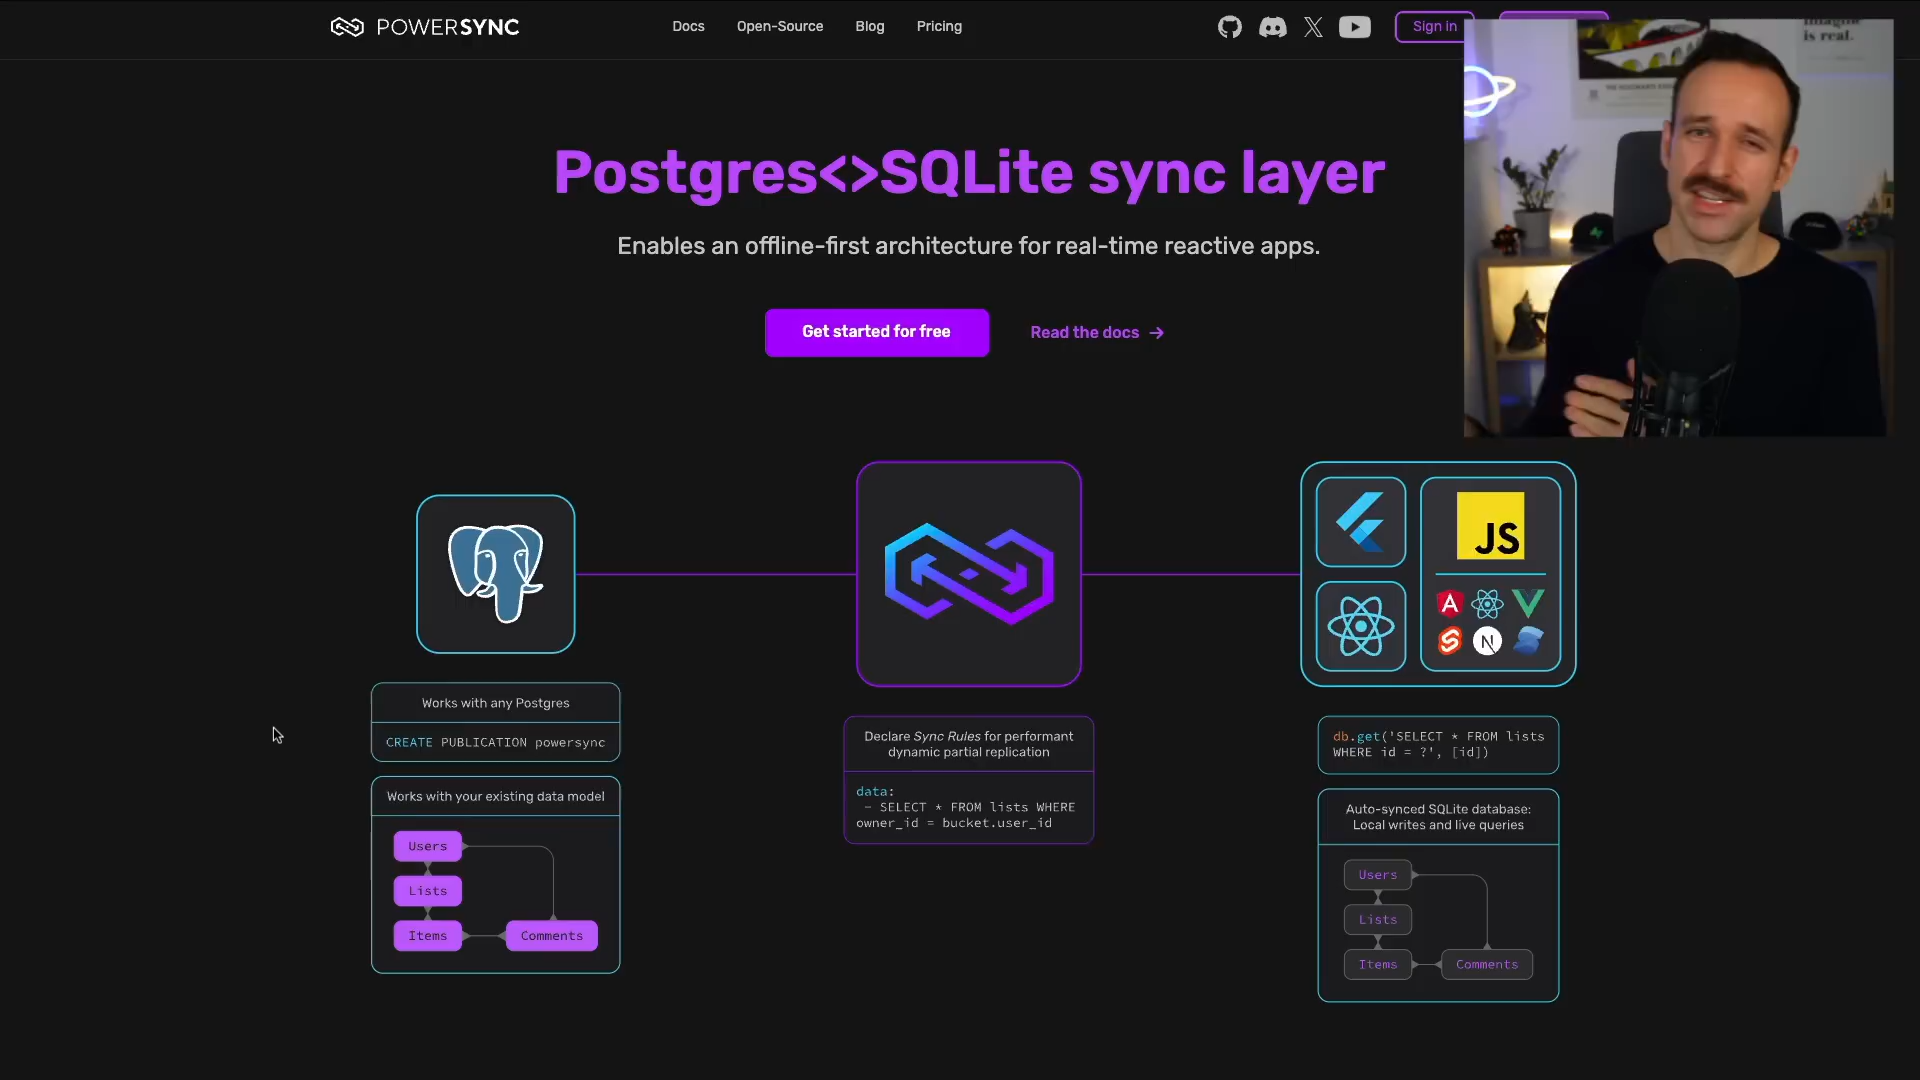 POWERSYNC
Docs
Open-Source
Blog
Pricing
Sign in
imagine
is real.
Postgres<>SQLite sync layer
Enables an offline-first architecture for real-time reactive apps.
Get started for free
Read the docs →
JS
A
N
Works with any Postgres
CREATE PUBLICATION powersync
Works with your existing data model
Users
Lists
Items
Comments
Declare Sync Rules for performant
dynamic partial replication
data:
- SELECT * FROM lists WHERE
owner_id = bucket.user_id
db.get('SELECT * FROM lists
WHERE id = ?', [id])
Auto-synced SQLite database:
Local writes and live queries
Users
Lists
Items
Comments